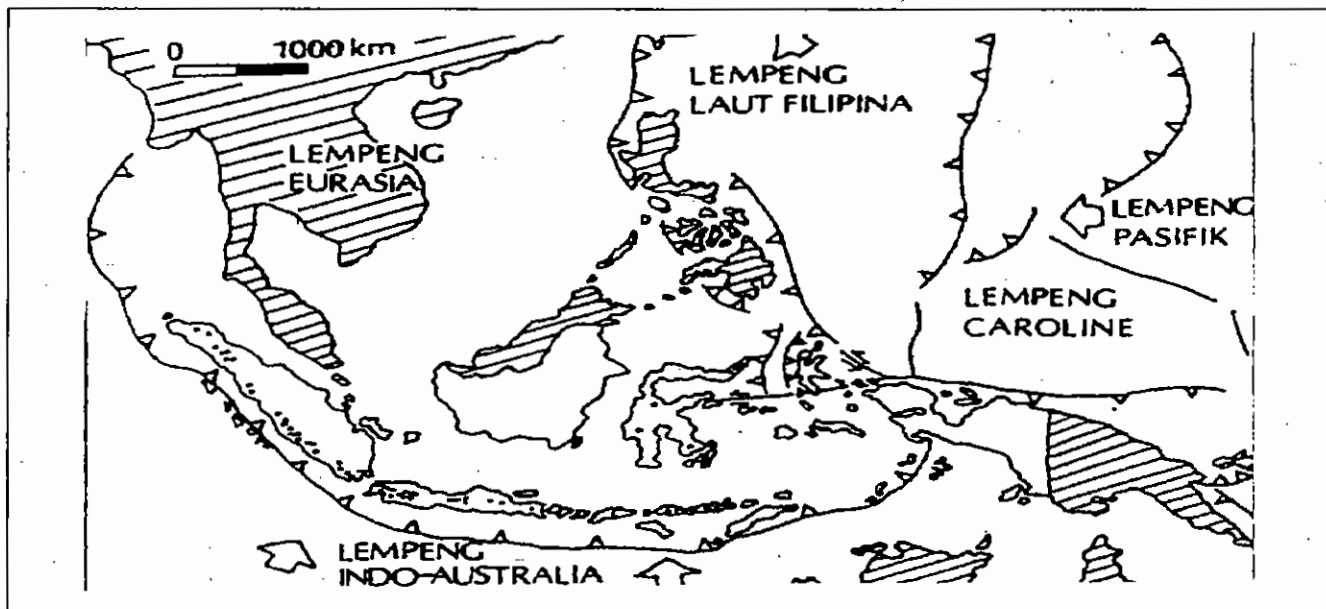 0 1000 km
LEMPENG
LAUT FILIPINA
LEMPENG
EURASIA
LEMPENG
PASIFIK
LEMPENG
CAROLINE
LEMPENG
INDO-AUSTRALIA